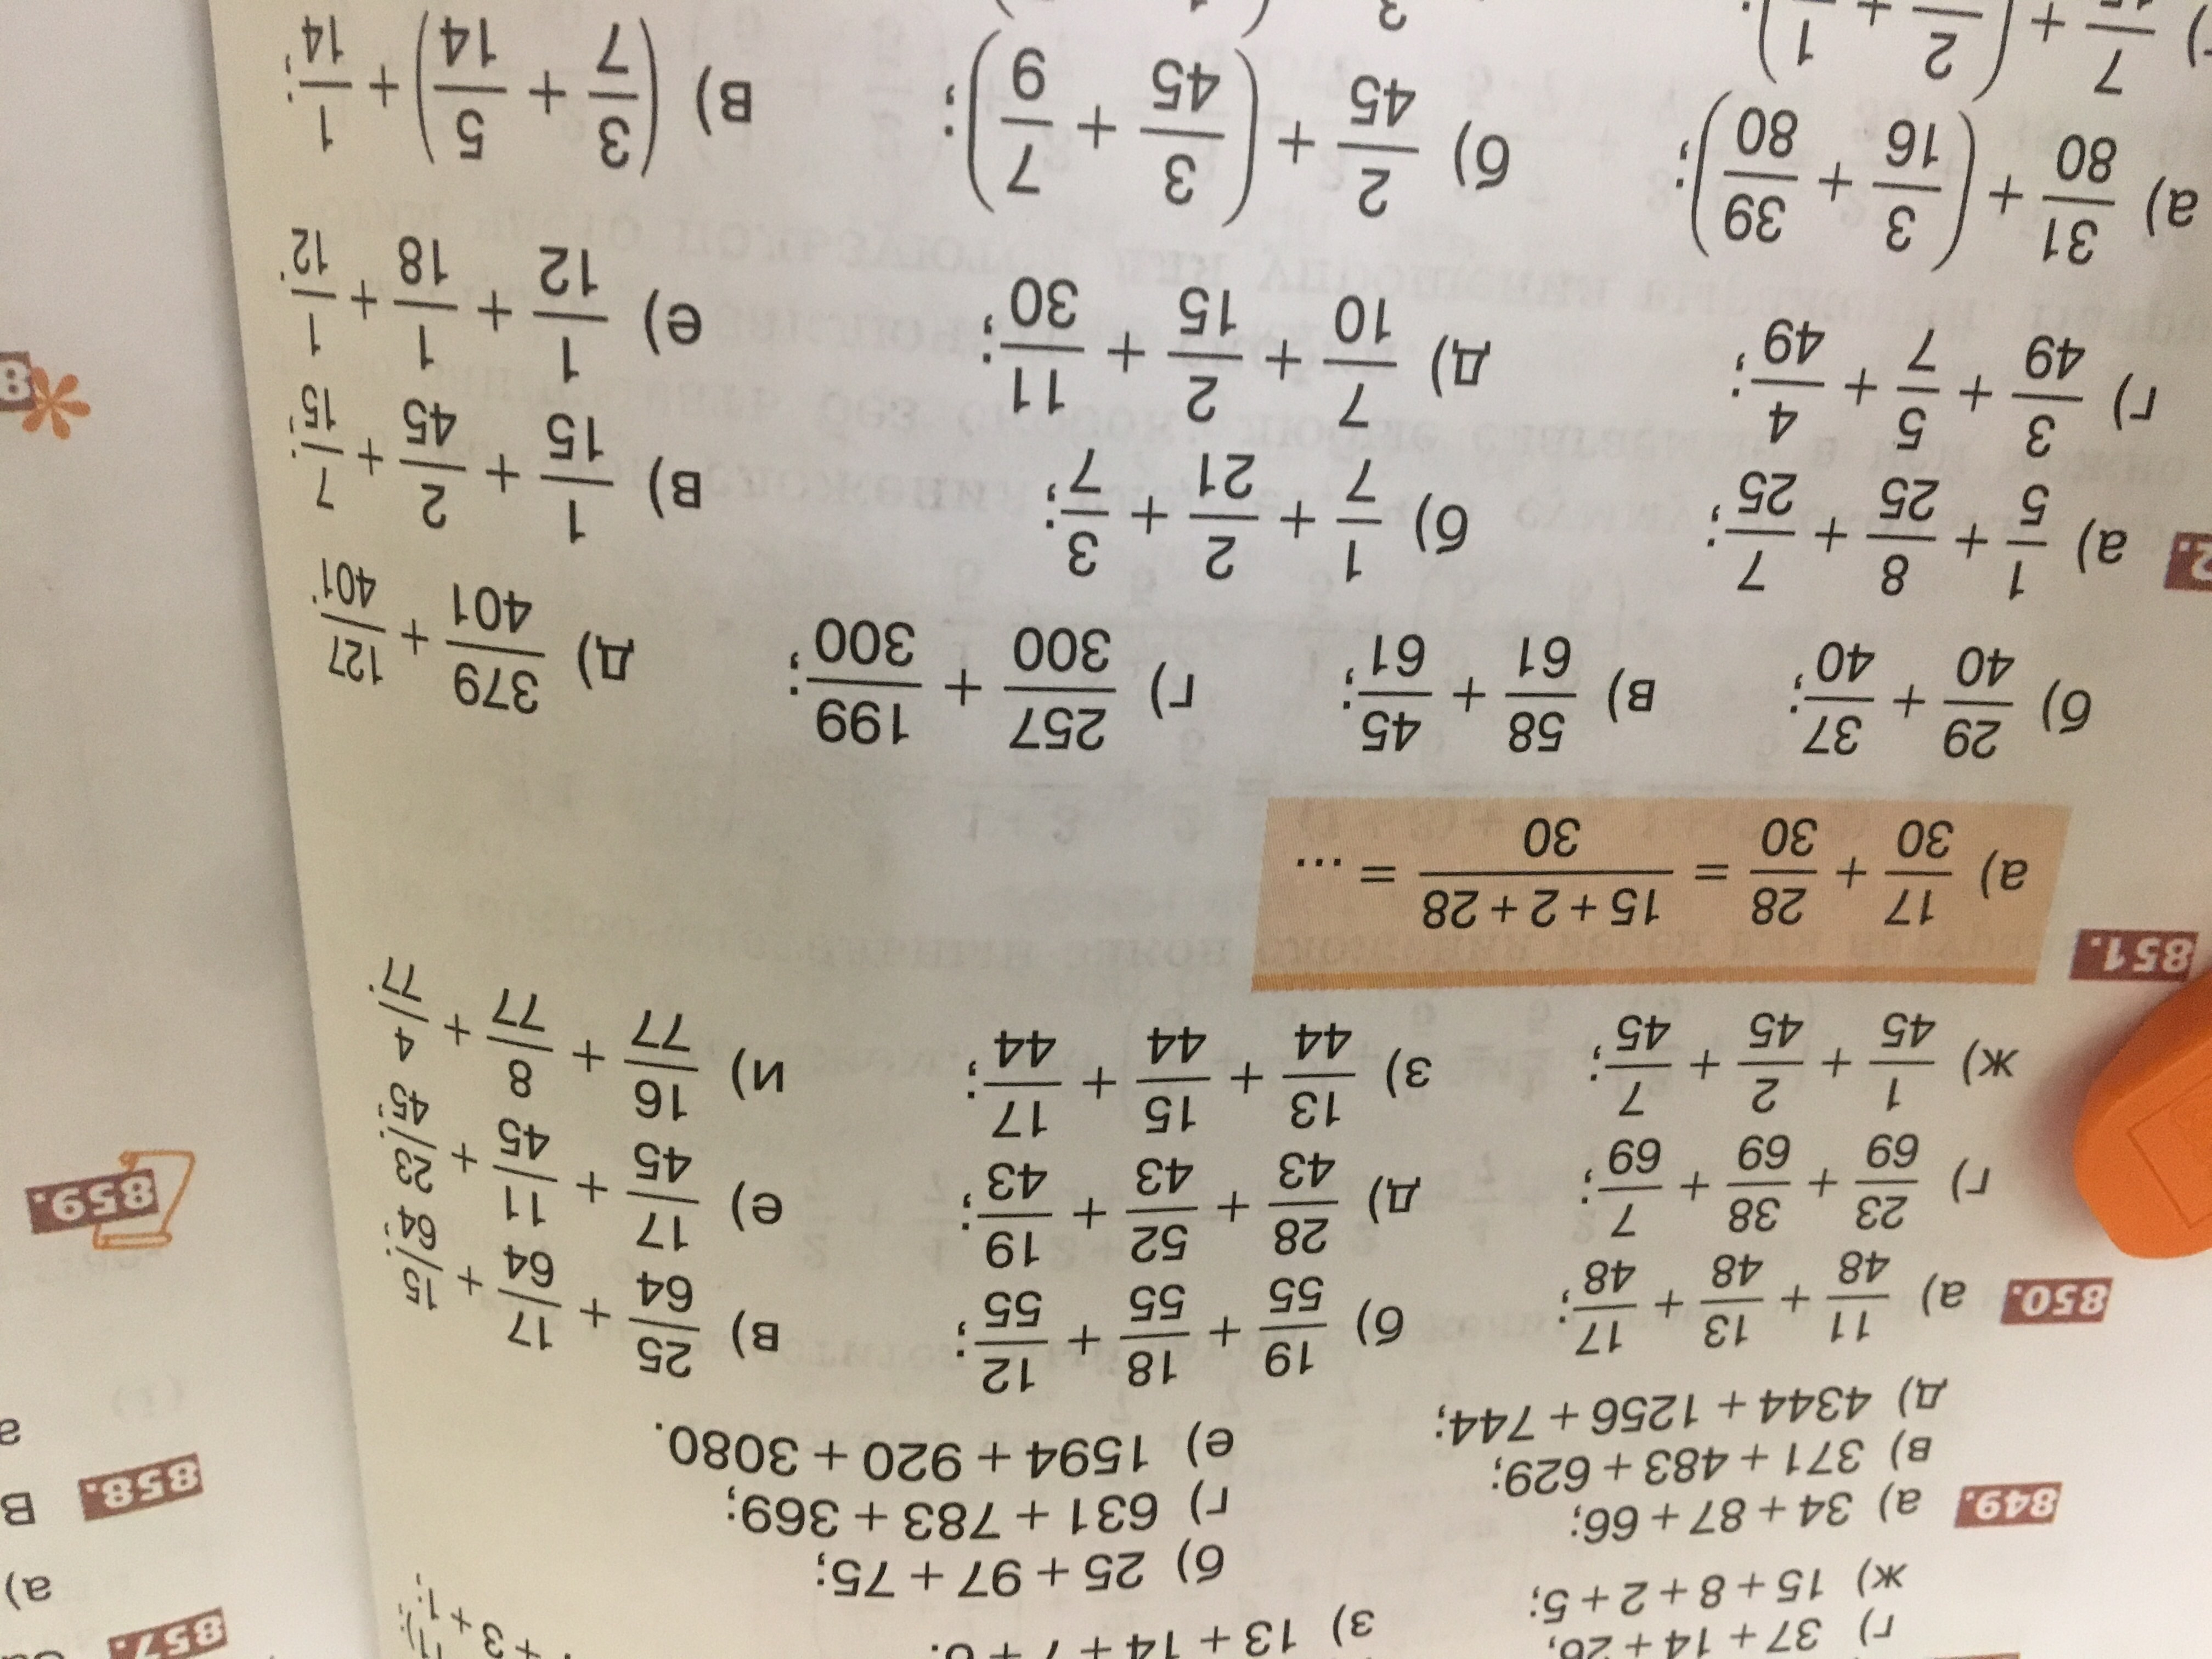 г) 37 + 14 + 26;
ж) 15 + 8 + 2 + 5;
з) 13 + 14 + 7 +
+ 3 + 1
849. а) 34 + 87 + 66;
б) 25 + 97 + 75;
в) 371 + 483 + 629;
г) 631 + 783 + 369;
д) 4344 + 1256 + 744;
е) 1594 + 920 + 3080.
850. а) 11/48 + 13/48 + 17/48;
б) 19/55 + 18/55 + 12/55;
в) 25/64 + 17/64 + 15/64;
г) 23/69 + 38/69 + 7/69;
д) 28/43 + 52/43 + 19/43;
е) 17/45 + 11/45 + 23/45;
ж) 1/45 + 2/45 + 7/45;
з) 13/44 + 15/44 + 17/44;
и) 16/77 + 8/77 + 4/77.
851.
а) 17/30 + 28/30 = (15 + 2 + 28)/30 = ...
б) 29/40 + 37/40;
в) 58/61 + 45/61;
г) 257/300 + 199/300;
д) 379/401 + 127/401.
2. а) 1/5 + 8/25 + 7/25;
б) 1/7 + 2/21 + 3/7;
в) 1/15 + 2/45 + 7/15;
г) 3/49 + 5/7 + 4/49;
д) 7/10 + 2/15 + 11/30;
е) 1/12 + 1/18 + 1/12.
а) 31/80 + (3/16 + 39/80);
б) 2/45 + (3/45 + 7/9);
в) (3/7 + 5/14) + 1/14;
857.
а)
858. В
а
859.
8